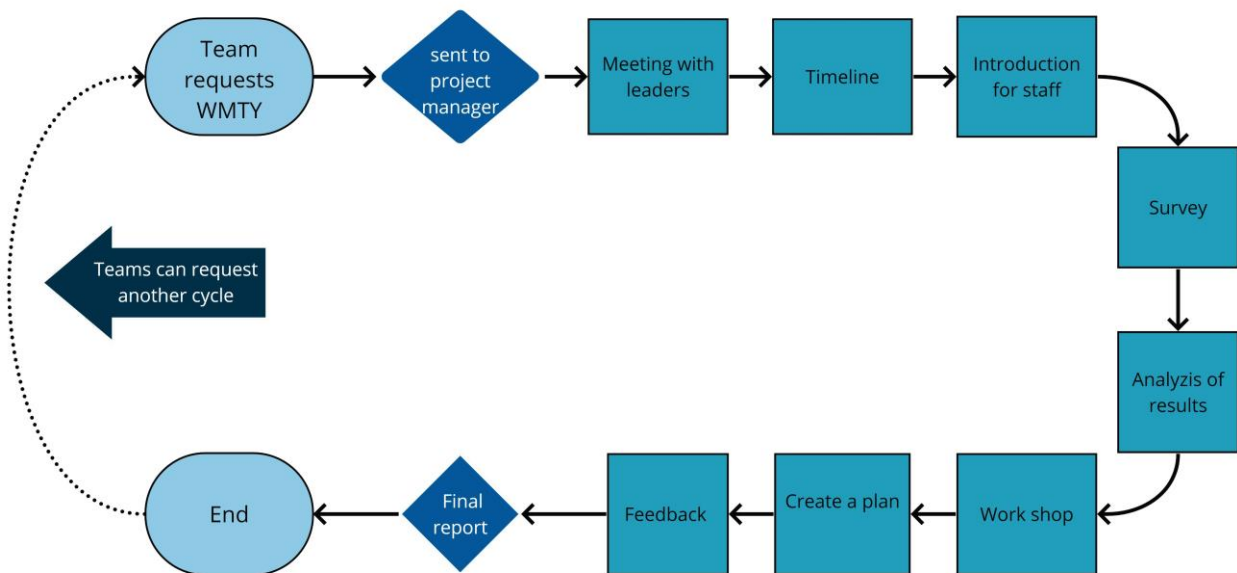 Team
requests
WMTY
sent to
project
manager
Meeting with
leaders
Timeline
Introduction
for staff
Survey
Analyzis of
results
Work shop
Create a plan
Feedback
Final
report
End
Teams can request
another cycle